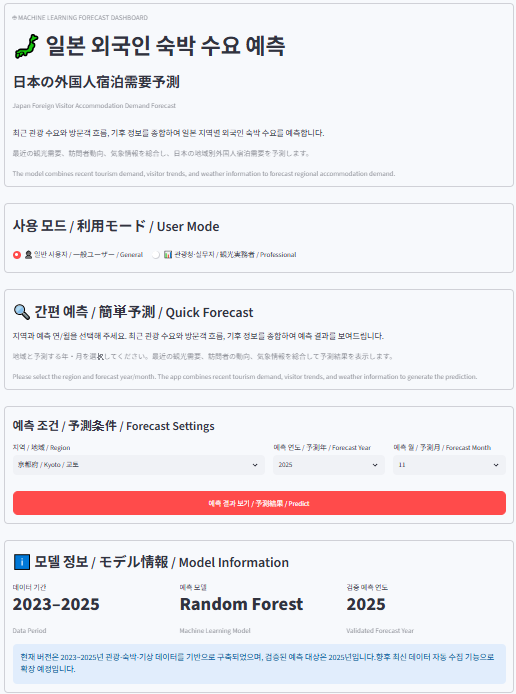 MACHINE LEARNING FORECAST DASHBOARD
일본 외국인 숙박 수요 예측
日本の外国人宿泊需要予測
Japan Foreign Visitor Accommodation Demand Forecast
최근 관광 수요와 방문객 흐름, 기후 정보를 종합하여 일본 지역별 외국인 숙박 수요를 예측합니다.
最近の観光需要、訪問者動向、気象情報を総合し、日本の地域別外国人宿泊需要を予測します。
The model combines recent tourism demand, visitor trends, and weather information to forecast regional accommodation demand.
사용 모드 / 利用モード / User Mode
일반 사용자 / 一般ユーザー / General 관광청·실무자 / 観光実務者 / Professional
간편 예측 / 簡単予測 / Quick Forecast
지역과 예측 연/월을 선택해 주세요. 최근 관광 수요와 방문객 흐름, 기후 정보를 종합하여 예측 결과를 보여드립니다.
地域と予測する年・月を選択してください。最近の観光需要、訪問者の動向、気象情報を総合して予測結果を表示します。
Please select the region and forecast year/month. The app combines recent tourism demand, visitor trends, and weather information to generate the prediction.
예측 조건 / 予測条件 / Forecast Settings
지역 / 地域 / Region 예측 연도 / 予測年 / Forecast Year 예측 월 / 予測月 / Forecast Month
京都府 / Kyoto / 교토 2025 11
예측 결과 보기 / 予測結果 / Predict
모델 정보 / モデル情報 / Model Information
데이터 기간 예측 모델 검증 예측 연도
2023–2025 Random Forest 2025
Data Period Machine Learning Model Validated Forecast Year
현재 버전은 2023~2025년 관광·숙박·기상 데이터를 기반으로 구축되었으며, 검증된 예측 대상은 2025년입니다.향후 최신 데이터 자동 수집 기능으로
확장 예정입니다.